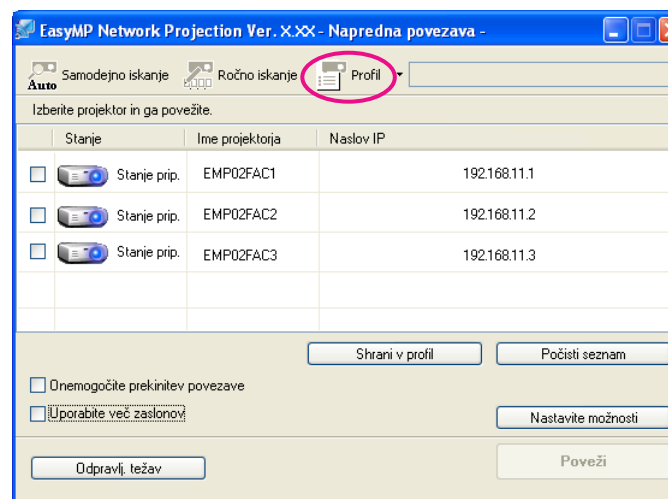 EasyMP Network Projection Ver. X.XX - Napredna povezava -
Auto Samodejno iskanje Ročno iskanje Profil
Izberite projektor in ga povežite.
Stanje Ime projektorja Naslov IP
Stanje prip. EMP02FAC1 192.168.11.1
Stanje prip. EMP02FAC2 192.168.11.2
Stanje prip. EMP02FAC3 192.168.11.3
Shrani v profil Počisti seznam
Onemogočite prekinitev povezave
Uporabite več zaslonov
Nastavite možnosti
Odpravlj. težav Poveži